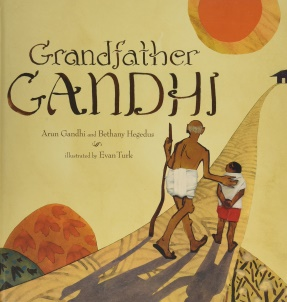 Grandfather
GANDHI
Arun Gandhi and Bethany Hegedus
illustrated by Evan Turk